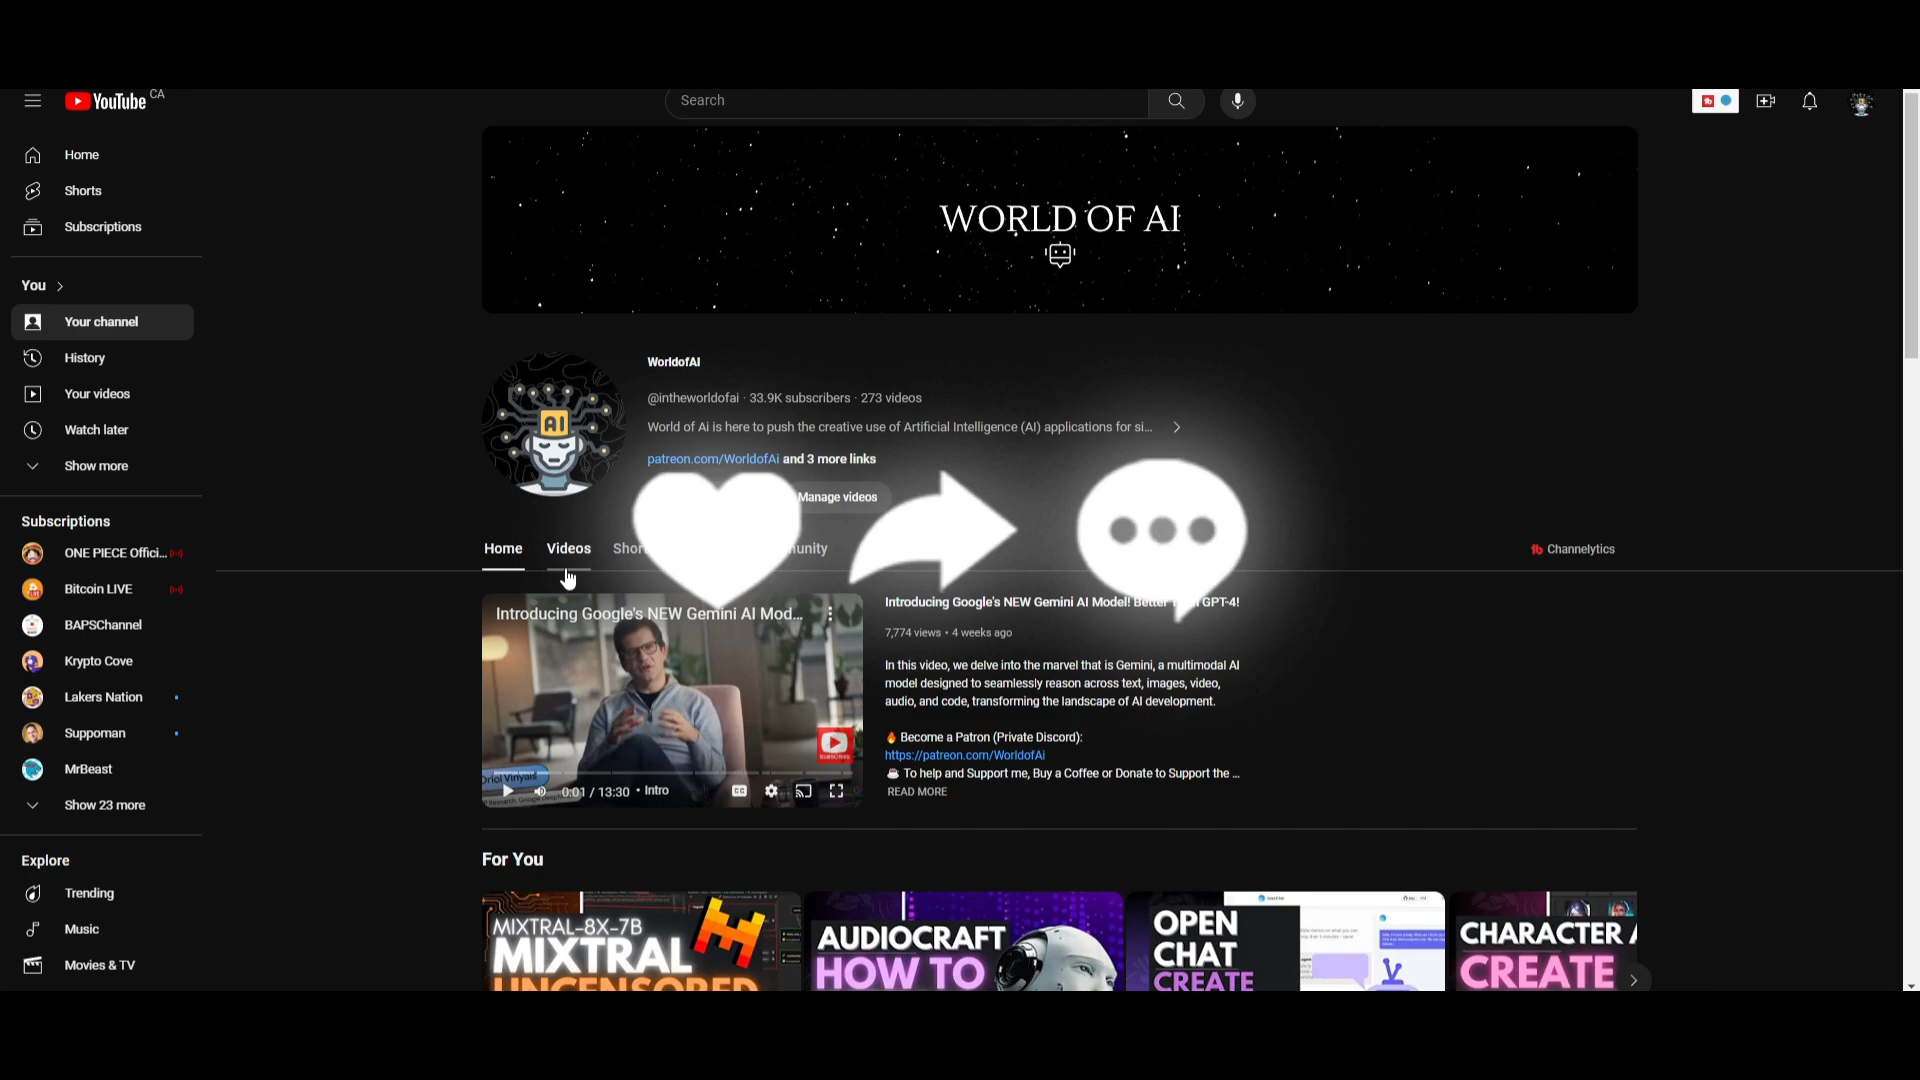 YouTube CA
Search
Home
Shorts
Subscriptions
You
Your channel
History
Your videos
Watch later
Show more
Subscriptions
ONE PIECE Offici...
Bitcoin LIVE
BAPSChannel
Krypto Cove
Lakers Nation
Suppoman
MrBeast
Show 23 more
Explore
Trending
Music
Movies & TV
WORLD OF AI
AI
WorldofAI
@intheworldofai · 33.9K subscribers · 273 videos
World of Ai is here to push the creative use of Artificial Intelligence (AI) applications for si...
patreon.com/WorldofAi and 3 more links
Manage videos
Home
Videos
Channelytics
Introducing Google's NEW Gemini AI Mod...
SUBSCRIBE
0:01 / 13:30 • Intro
CC
Introducing Google's NEW Gemini AI Model! Better GPT-4!
7,774 views • 4 weeks ago
In this video, we delve into the marvel that is Gemini, a multimodal AI
model designed to seamlessly reason across text, images, video,
audio, and code, transforming the landscape of AI development.
🔥 Become a Patron (Private Discord):
https://patreon.com/WorldofAi
☕ To help and Support me, Buy a Coffee or Donate to Support the ...
READ MORE
For You
MIXTRAL-8X-7B
MIXTRAL
UNCENSORED
AUDIOCRAFT
HOW TO
OPEN
CHAT
CREATE
CHARACTER
CREATE